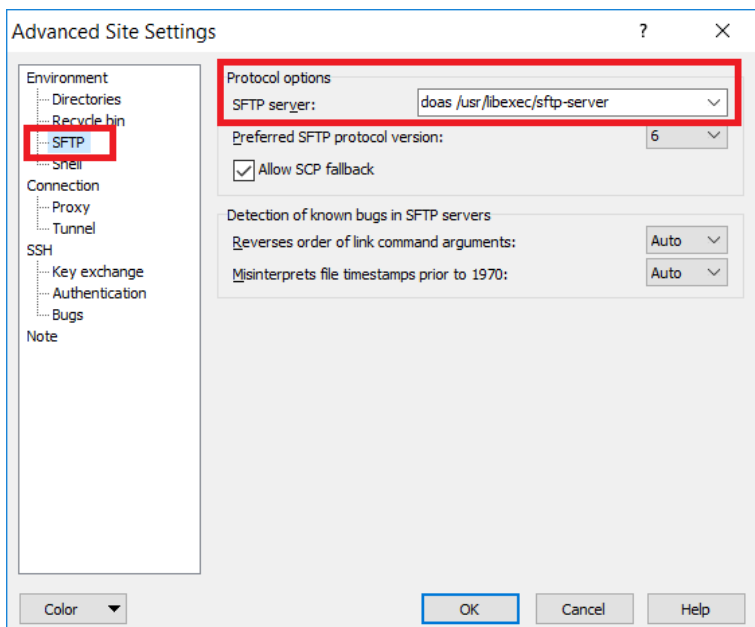 Advanced Site Settings
?
Environment
Directories
Recycle bin
SFTP
Shell
Connection
Proxy
Tunnel
SSH
Key exchange
Authentication
Bugs
Note
Protocol options
SFTP server: doas /usr/libexec/sftp-server
Preferred SFTP protocol version: 6
Allow SCP fallback
Detection of known bugs in SFTP servers
Reverses order of link command arguments: Auto
Misinterprets file timestamps prior to 1970: Auto
Color
OK
Cancel
Help